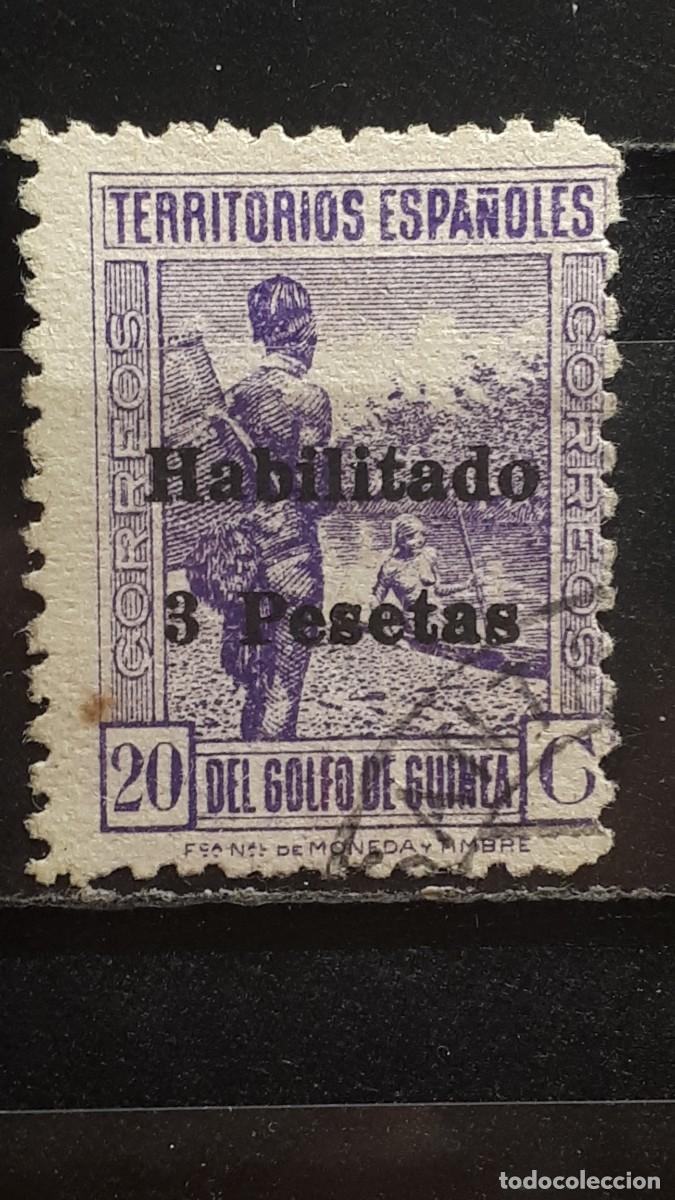 TERRITORIOS ESPAÑOLES
CORREOS
CORREOS
Habilitado
3 Pesetas
20
DEL GOLFO DE GUINEA
C
Fca. Nal. DE MONEDA Y TIMBRE
todocoleccion